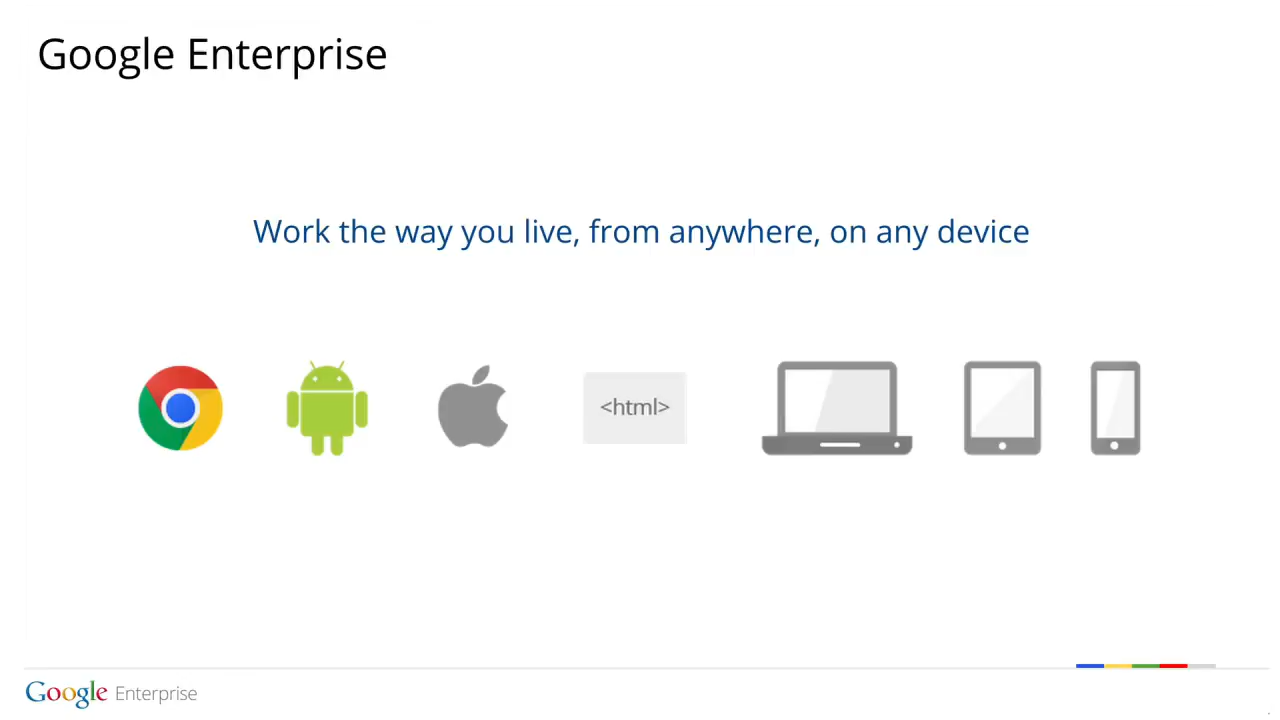 Google Enterprise
Work the way you live, from anywhere, on any device
<html>
Google Enterprise